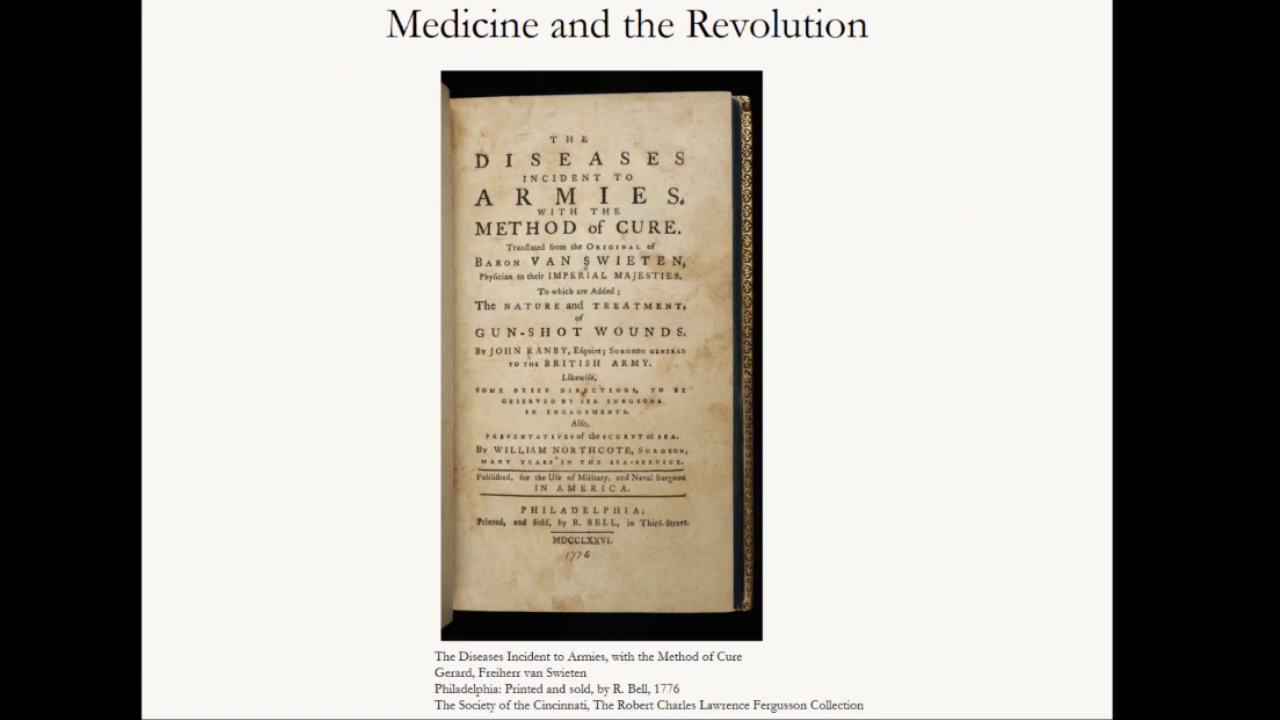 Medicine and the Revolution
THE
DISEASES
INCIDENT TO
ARMIES.
WITH THE
METHOD of CURE.
Tranſlated from the ORIGINAL of
BARON VAN SWIETEN,
Phyſician to their IMPERIAL MAJESTIES.
To which are Added;
The NATURE and TREATMENT,
of
GUN-SHOT WOUNDS.
By JOHN RANBY, Eſquire; SURGEON GENERAL
TO THE BRITISH ARMY.
Likewiſe,
SOME BRIEF DIRECTIONS, TO BE
OBSERVED BY SEA SURGEONS
IN ENGAGEMENTS.
Alſo,
PREVENTATIVES of the SCURVY at SEA.
By WILLIAM NORTHCOTE, SURGEON,
MANY YEARS IN THE SEA-SERVICE.
Publiſhed, for the Uſe of Military, and Naval Surgeons
IN AMERICA.
PHILADELPHIA:
Printed, and Sold, by R. BELL, in Third-Street.
MDCCLXXVI.
1776
The Diseases Incident to Armies, with the Method of Cure
Gerard, Freiherr van Swieten
Philadelphia: Printed and sold, by R. Bell, 1776
The Society of the Cincinnati, The Robert Charles Lawrence Fergusson Collection